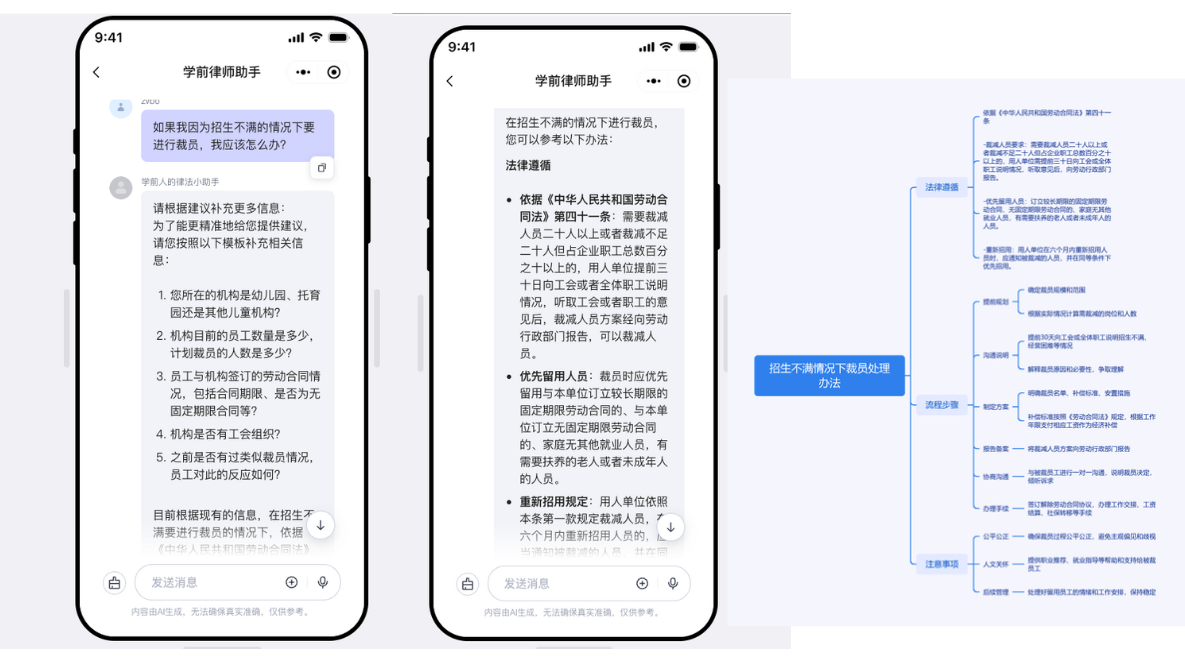 9:41
学前律师助手
zvbb
如果我因为招生不满的情况下要
进行裁员，我应该怎么办?
学前人的律法小助手
请根据建议补充更多信息：
为了能更精准地给您提供建议，
请您按照以下模板补充相关信
息：
1. 您所在的机构是幼儿园、托育
园还是其他儿童机构?
2. 机构目前的员工数量是多少，
计划裁员的人数是多少?
3. 员工与机构签订的劳动合同情
况，包括合同期限、是否为无
固定期限合同等?
4. 机构是否有工会组织?
5. 之前是否有过类似裁员情况，
员工对此的反应如何?
目前根据现有的信息，在招生不
满要进行裁员的情况下，依据
《中华人民共和国劳动合同法》
发送消息
内容由AI生成，无法确保真实准确，仅供参考。
9:41
学前律师助手
在招生不满的情况下进行裁员，
您可以参考以下办法：
法律遵循
• 依据《中华人民共和国劳动合
同法》第四十一条：需要裁减
人员二十人以上或者裁减不足
二十人但占企业职工总数百分
之十以上的，用人单位提前三
十日向工会或者全体职工说明
情况，听取工会或者职工的意
见后，裁减人员方案经向劳动
行政部门报告，可以裁减人
员。
• 优先留用人员：裁员时应优先
留用与本单位订立较长期限的
固定期限劳动合同的、与本单
位订立无固定期限劳动合同
的、家庭无其他就业人员，有
需要扶养的老人或者未成年人
的人员。
• 重新招用规定：用人单位依照
本条第一款规定裁减人员，在
六个月内重新招用人员的，应
当通知被裁减的人员，并在同
发送消息
内容由AI生成，无法确保真实准确，仅供参考。
招生不满情况下裁员处理
办法
法律遵循
依据《中华人民共和国劳动合同法》第四十一
条
-裁减人员要求：需要裁减人员二十人以上或
者裁减不足二十人但占企业职工总数百分之十
以上的，用人单位需提前三十日向工会或全体
职工说明情况，听取意见后，向劳动行政部门
报告。
-优先留用人员：订立较长期限的固定期限劳
动合同、无固定期限劳动合同的、家庭无其他
就业人员，有需要扶养的老人或者未成年人的
人员。
-重新招用：用人单位在六个月内重新招用人
员时，应通知被裁减的人员，并在同等条件下
优先招用。
流程步骤
提前规划
确定裁员规模和范围
根据实际情况计算需裁减的岗位和人数
沟通说明
提前30天向工会或全体职工说明招生不满、
经营困难等情况
解释裁员原因和必要性，争取理解
制定方案
明确裁员名单、补偿标准、安置措施
补偿标准按照《劳动合同法》规定，根据工作
年限支付相应工资作为经济补偿
报告备案
将裁减人员方案向劳动行政部门报告
协商沟通
与被裁员工进行一对一沟通，说明裁员决定，
倾听诉求
办理手续
签订解除劳动合同协议，办理工作交接、工资
结算、社保转移等手续
注意事项
公平公正
确保裁员过程公平公正，避免主观偏见和歧视
人文关怀
提供职业推荐、就业指导等帮助和支持给被裁
员工
后续管理
处理好留用员工的情绪和工作安排，保持稳定